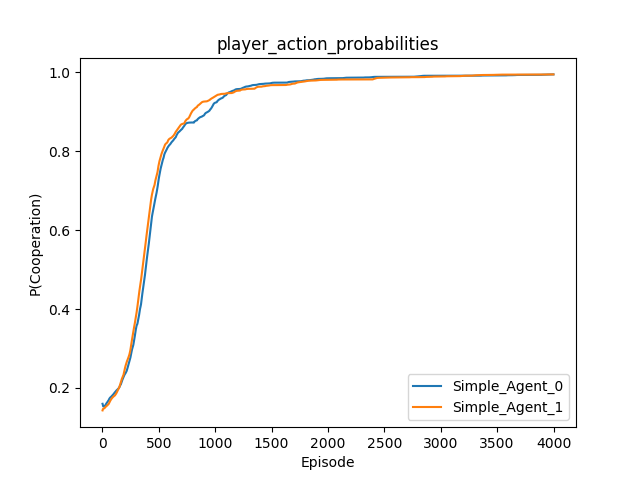 player_action_probabilities
P(Cooperation)
1.0
0.8
0.6
0.4
0.2
Simple_Agent_0
Simple_Agent_1
0 500 1000 1500 2000 2500 3000 3500 4000
Episode